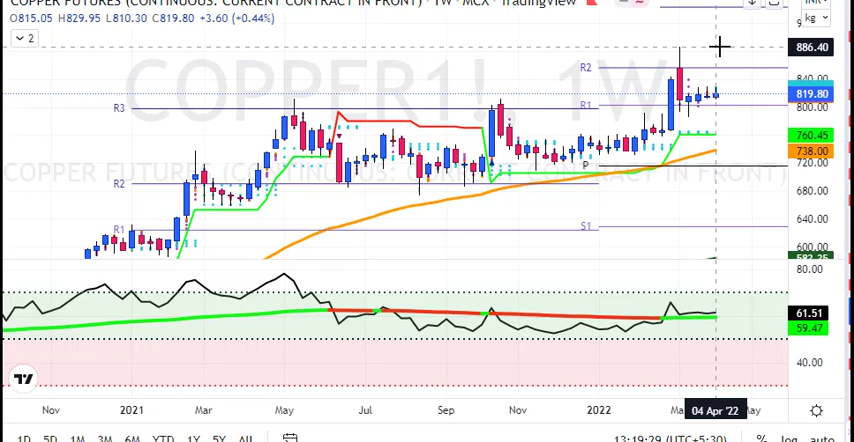 COPPER FUTURES (CONTINUOUS: CURRENT CONTRACT IN FRONT) · 1W · MCX · TradingView
INR
O815.05 H829.95 L810.30 C819.80 +3.60 (+0.44%)
kg
2
COPPER1!, 1W
COPPER FUTURES (CONTINUOUS: CURRENT CONTRACT IN FRONT)
886.40
R2
840.00
819.80
R3
R1
800.00
760.45
738.00
P
720.00
R2
680.00
640.00
R1
S1
600.00
583.25
80.00
61.51
59.47
40.00
Nov 2021 Mar May Jul Sep Nov 2022 Ma 04 Apr '22 May
1D 5D 1M 3M 6M YTD 1Y 5Y All 13:19:29 (UTC+5:30) % log auto